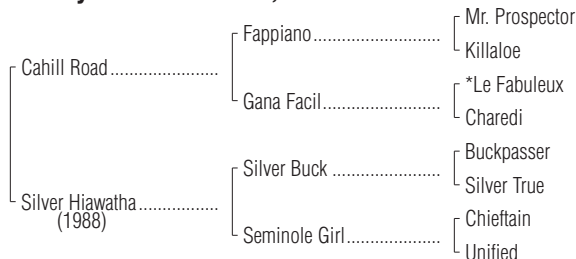 Mr. Prospector
Fappiano
Killaloe
Cahill Road
*Le Fabuleux
Gana Facil
Charedi
Buckpasser
Silver Buck
Silver True
Silver Hiawatha
(1988)
Chieftain
Seminole Girl
Unified